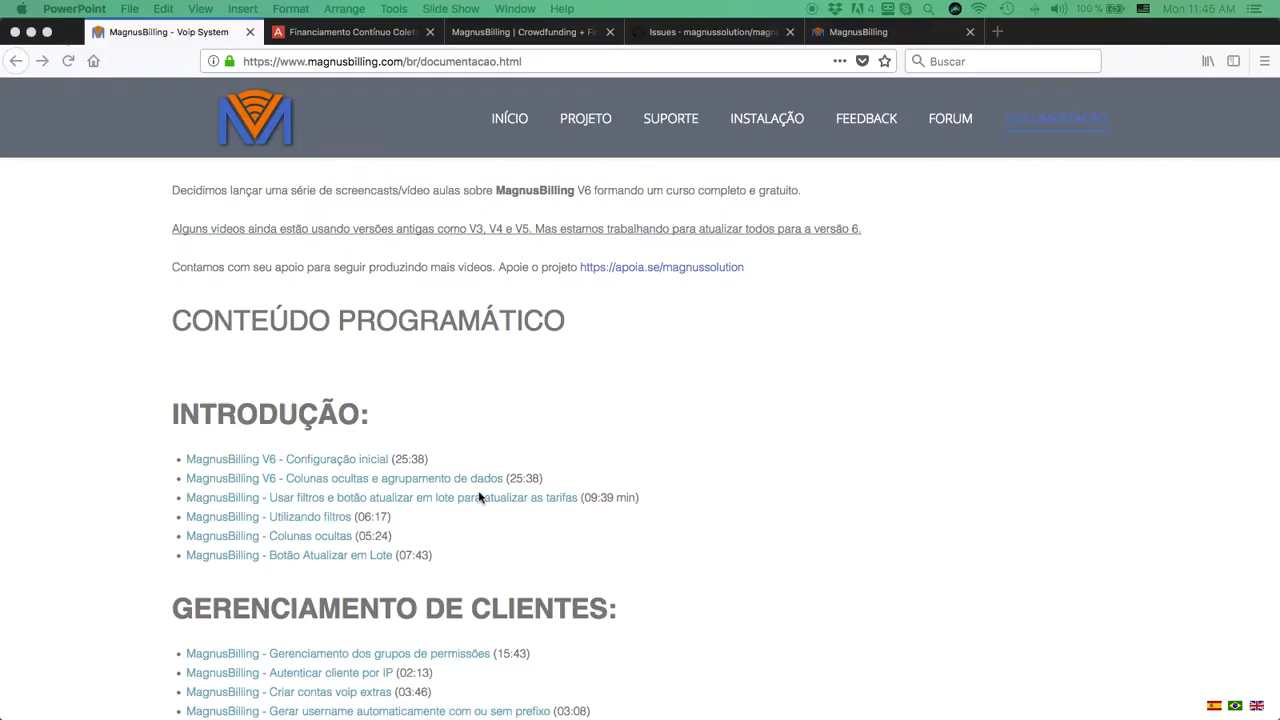 PowerPoint File Edit View Insert Format Arrange Tools Slide Show Window Help 4 100 % Mon 11:45 AM
MagnusBilling - Voip System Financiamento Contínuo Colet MagnusBilling | Crowdfunding + Fi Issues · magnussolution/magn MagnusBilling
https://www.magnusbilling.com/br/documentacao.html Buscar
INÍCIO PROJETO SUPORTE INSTALAÇÃO FEEDBACK FORUM DOCUMENTAÇÃO
Decidimos lançar uma série de screencasts/vídeo aulas sobre MagnusBilling V6 formando um curso completo e gratuito.
Alguns videos ainda estão usando versões antigas como V3, V4 e V5. Mas estamos trabalhando para atualizar todos para a versão 6.
Contamos com seu apoio para seguir produzindo mais videos. Apoie o projeto https://apoia.se/magnussolution
CONTEÚDO PROGRAMÁTICO
INTRODUÇÃO:
MagnusBilling V6 - Configuração inicial (25:38)
MagnusBilling V6 - Colunas ocultas e agrupamento de dados (25:38)
MagnusBilling - Usar filtros e botão atualizar em lote para atualizar as tarifas (09:39 min)
MagnusBilling - Utilizando filtros (06:17)
MagnusBilling - Colunas ocultas (05:24)
MagnusBilling - Botão Atualizar em Lote (07:43)
GERENCIAMENTO DE CLIENTES:
MagnusBilling - Gerenciamento dos grupos de permissões (15:43)
MagnusBilling - Autenticar cliente por IP (02:13)
MagnusBilling - Criar contas voip extras (03:46)
MagnusBilling - Gerar username automaticamente com ou sem prefixo (03:08)